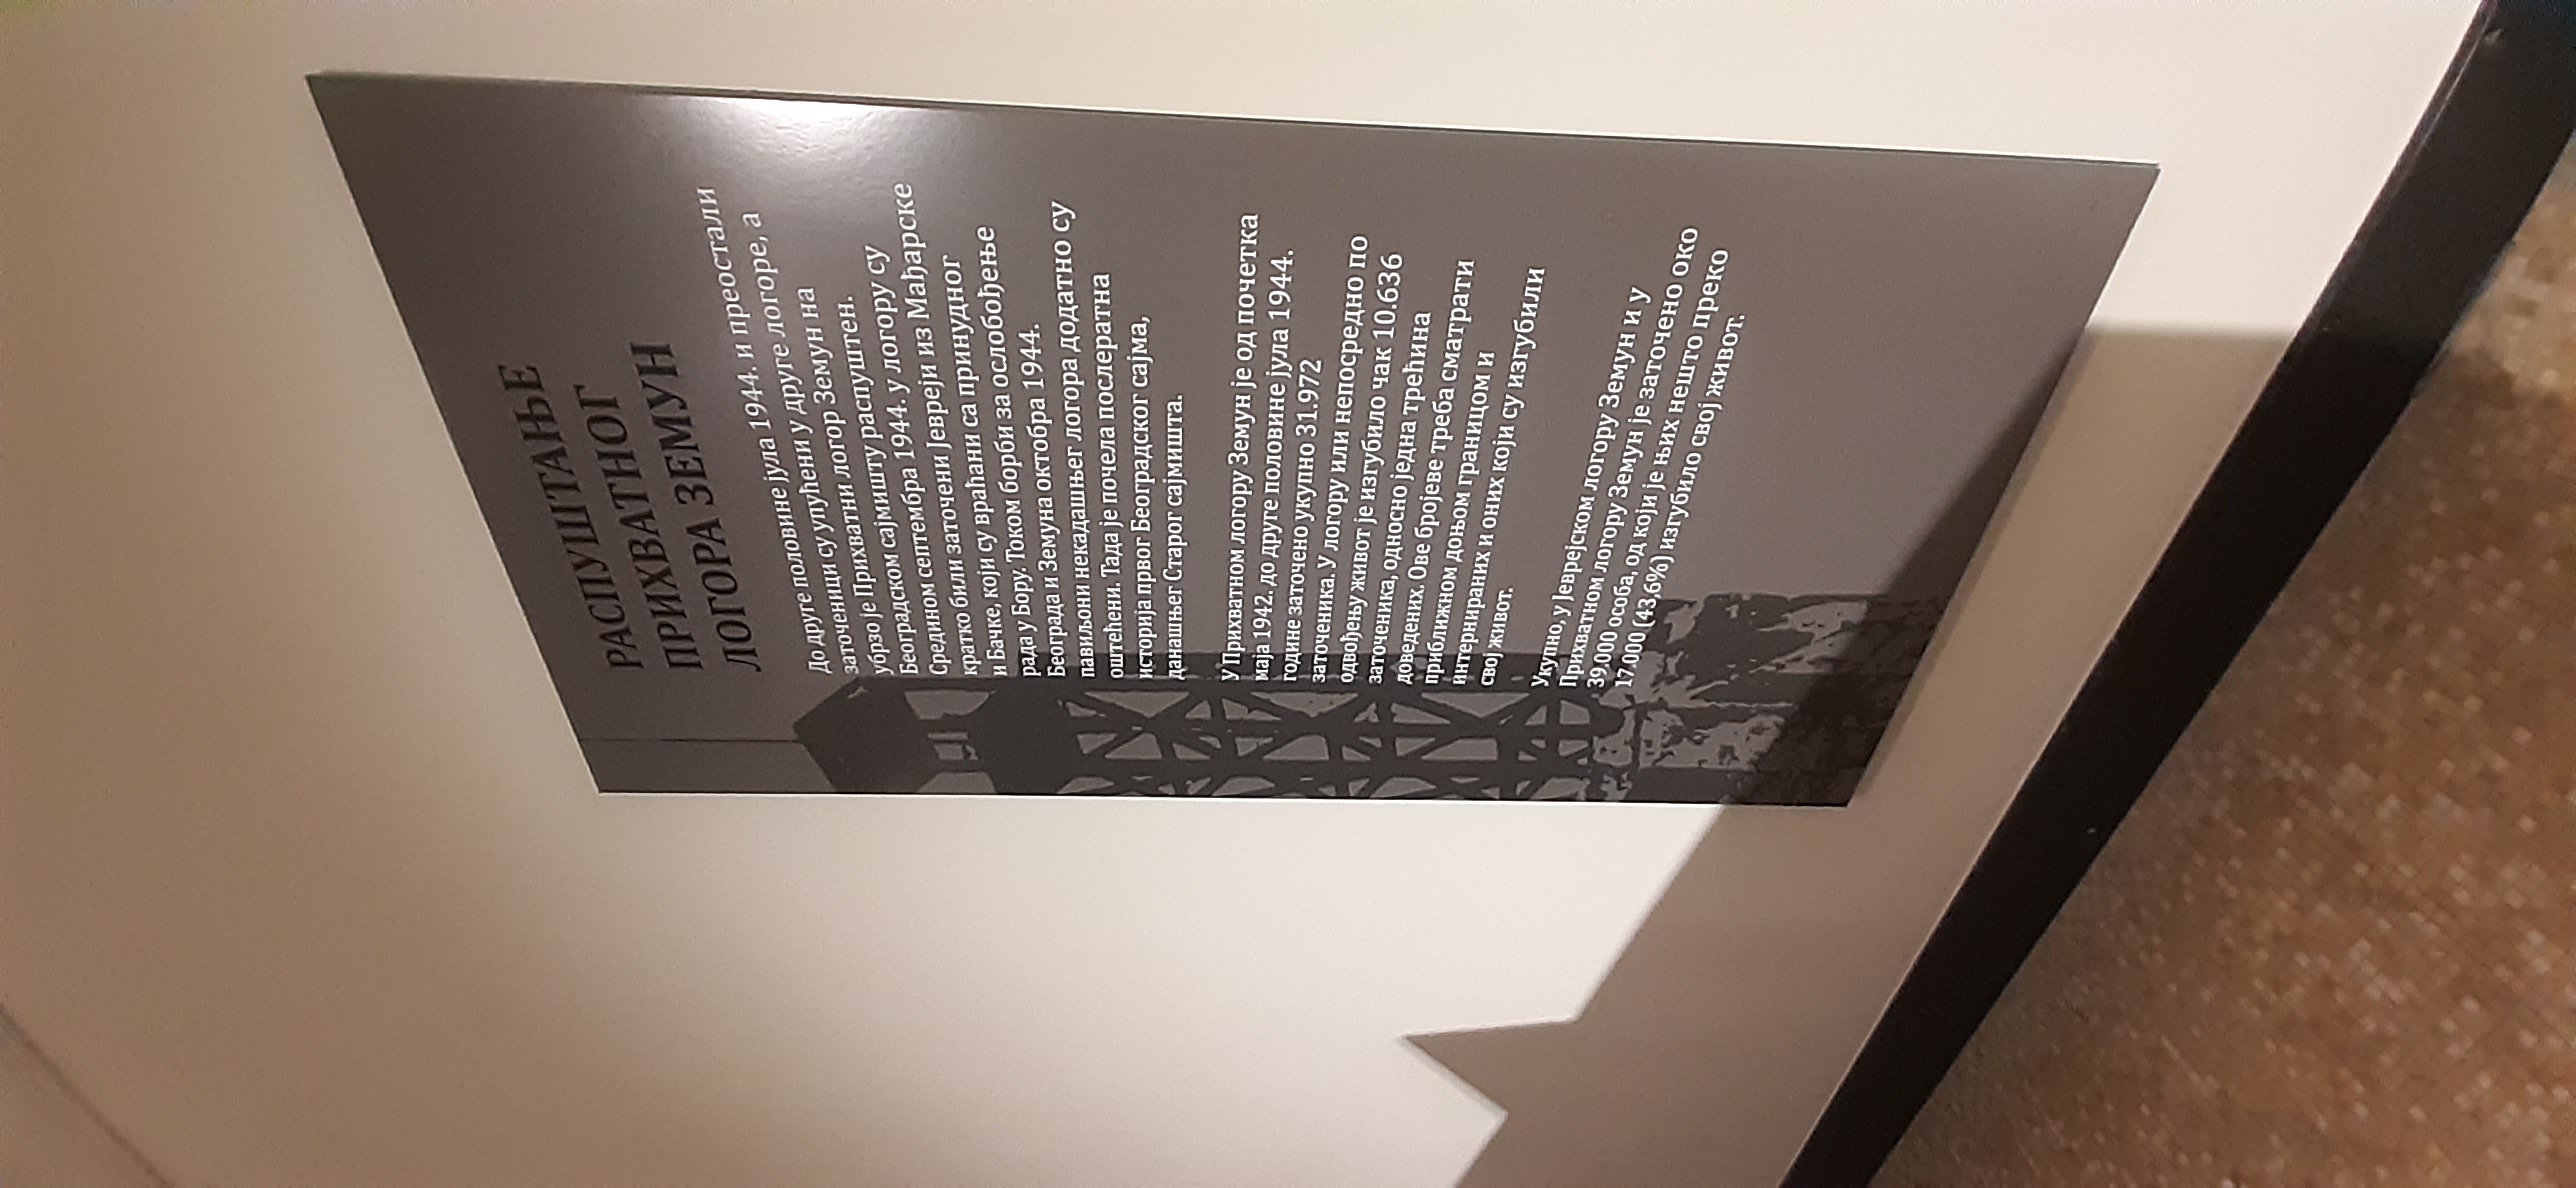 РАСПУШТАЊЕ
ПРИХВАТНОГ
ЛОГОРА ЗЕМУН
До друге половине јула 1944. и преостали
заточеници су упућени у друге логоре, а
убрзо је Прихватни логор Земун на
Београдском сајмишту распуштен.
Средином септембра 1944. у логору су
кратко били заточени Јевреји из Мађарске
и Бачке, који су враћани са принудног
рада у Бору. Током борби за ослобођење
Београда и Земуна октобра 1944.
павиљони некадашњег логора додатно су
оштећени. Тада је почела послератна
историја првог Београдског сајма,
данашњег Старог сајмишта.
У Прихватном логору Земун је од почетка
маја 1942. до друге половине јула 1944.
године заточено укупно 31.972
заточеника. У логору или непосредно по
одвођењу живот је изгубило чак 10.636
заточеника, односно једна трећина
доведених. Ове бројеве треба сматрати
приближном доњом границом и
интернираних и оних који су изгубили
свој живот.
Укупно, у Јеврејском логору Земун и у
Прихватном логору Земун је заточено око
39.000 особа, од који је њих нешто преко
17.000 (43,6%) изгубило свој живот.